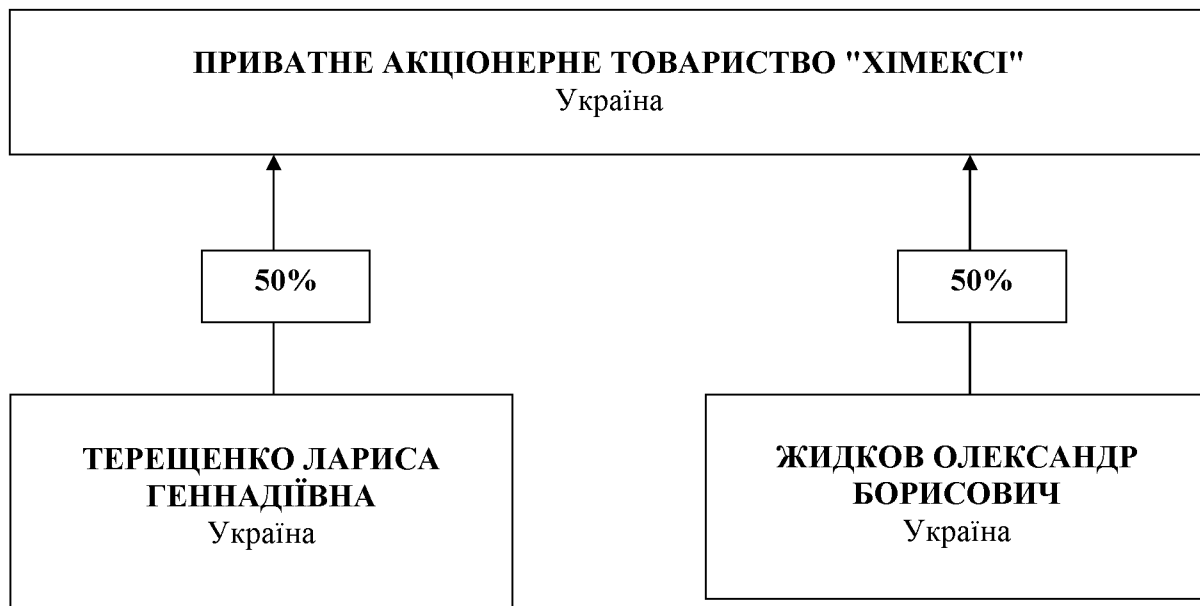 ПРИВАТНЕ АКЦІОНЕРНЕ ТОВАРИСТВО "ХІМЕКСІ"
Україна
50%
50%
ТЕРЕЩЕНКО ЛАРИСА
ГЕННАДІЇВНА
Україна
ЖИДКОВ ОЛЕКСАНДР
БОРИСОВИЧ
Україна